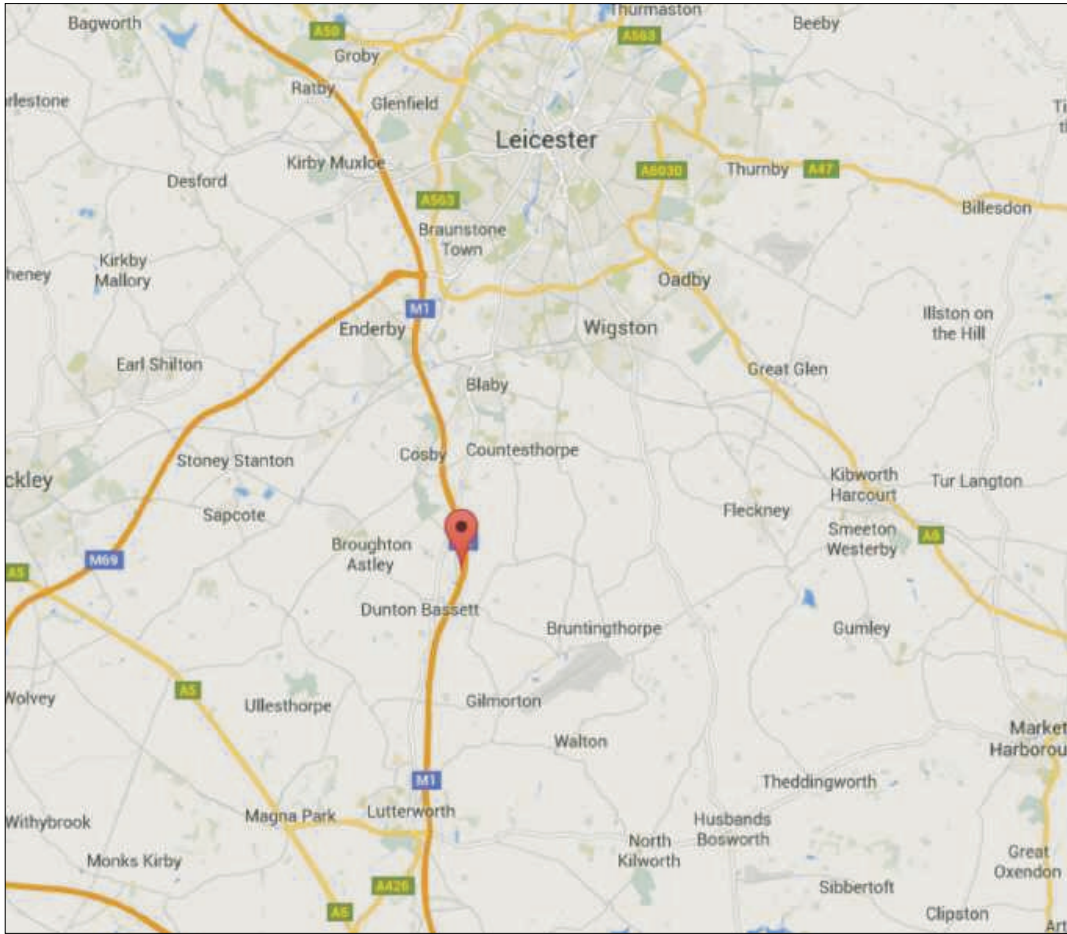 Thurmaston
Bagworth
Beeby
A50
A563
Groby
Ratby
Glenfield
rlestone
Ti
th
Leicester
Kirby Muxloe
Desford
A6030
Thurnby
A47
A563
Billesdon
Braunstone
Town
Kirkby
Mallory
heney
Oadby
M1
Enderby
Wigston
Illston on
the Hill
Earl Shilton
Great Glen
Blaby
Cosby
Countesthorpe
Stoney Stanton
ckley
Kibworth
Harcourt
Tur Langton
Sapcote
Fleckney
Smeeton
Westerby
A6
Broughton
Astley
M69
A5
Dunton Bassett
Bruntingthorpe
Gumley
A5
Wolvey
Ullesthorpe
Gilmorton
Market
Harborou
Walton
M1
Theddingworth
Magna Park
Lutterworth
Withybrook
Husbands
Bosworth
North
Kilworth
Monks Kirby
Great
Oxendon
A426
Sibbertoft
A5
Clipston
Art